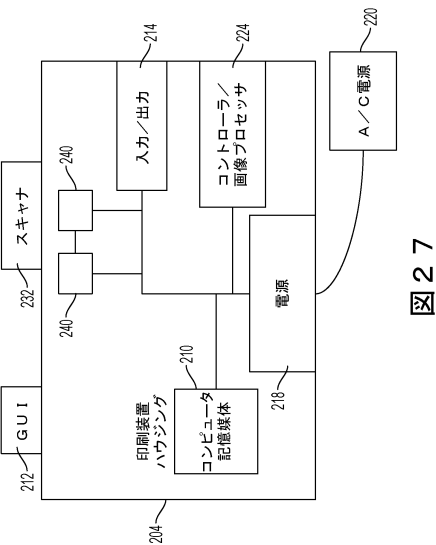 204
212
GUI
印刷装置
ハウジング
210
コンピュータ
記憶媒体
240
240
232
スキャナ
214
入力/出力
224
コントローラ/
画像プロセッサ
218
電源
220
A/C電源
図27